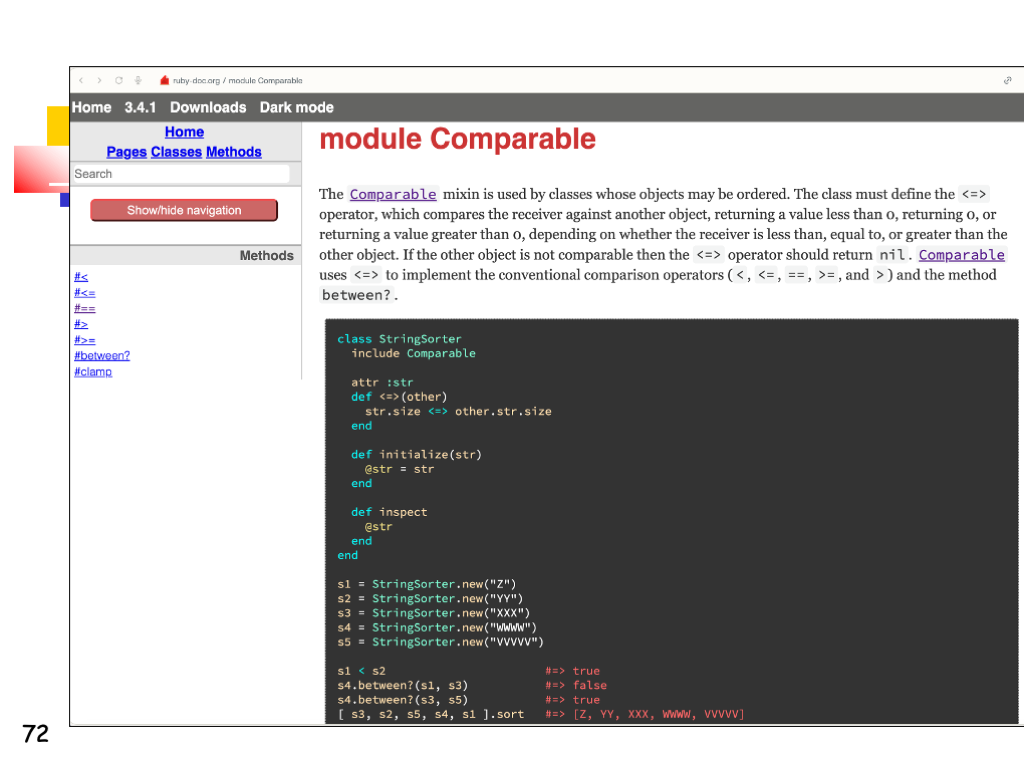 ruby-doc.org / module Comparable
Home 3.4.1 Downloads Dark mode
Home
Pages Classes Methods
Search
Show/hide navigation
Methods
#<
#<=
#==
#>
#>=
#between?
#clamp
module Comparable
The Comparable mixin is used by classes whose objects may be ordered. The class must define the <=>
operator, which compares the receiver against another object, returning a value less than 0, returning 0, or
returning a value greater than 0, depending on whether the receiver is less than, equal to, or greater than the
other object. If the other object is not comparable then the <=> operator should return nil. Comparable
uses <=> to implement the conventional comparison operators (<, <=, ==, >=, and >) and the method
between?.
class StringSorter
  include Comparable
  attr :str
  def <=>(other)
    str.size <=> other.str.size
  end
  def initialize(str)
    @str = str
  end
  def inspect
    @str
  end
end
s1 = StringSorter.new("Z")
s2 = StringSorter.new("YY")
s3 = StringSorter.new("XXX")
s4 = StringSorter.new("WWWW")
s5 = StringSorter.new("VVVVV")
s1 < s2 #=> true
s4.between?(s1, s3) #=> false
s4.between?(s3, s5) #=> true
[ s3, s2, s5, s4, s1 ].sort #=> [Z, YY, XXX, WWWW, VVVVV]
72